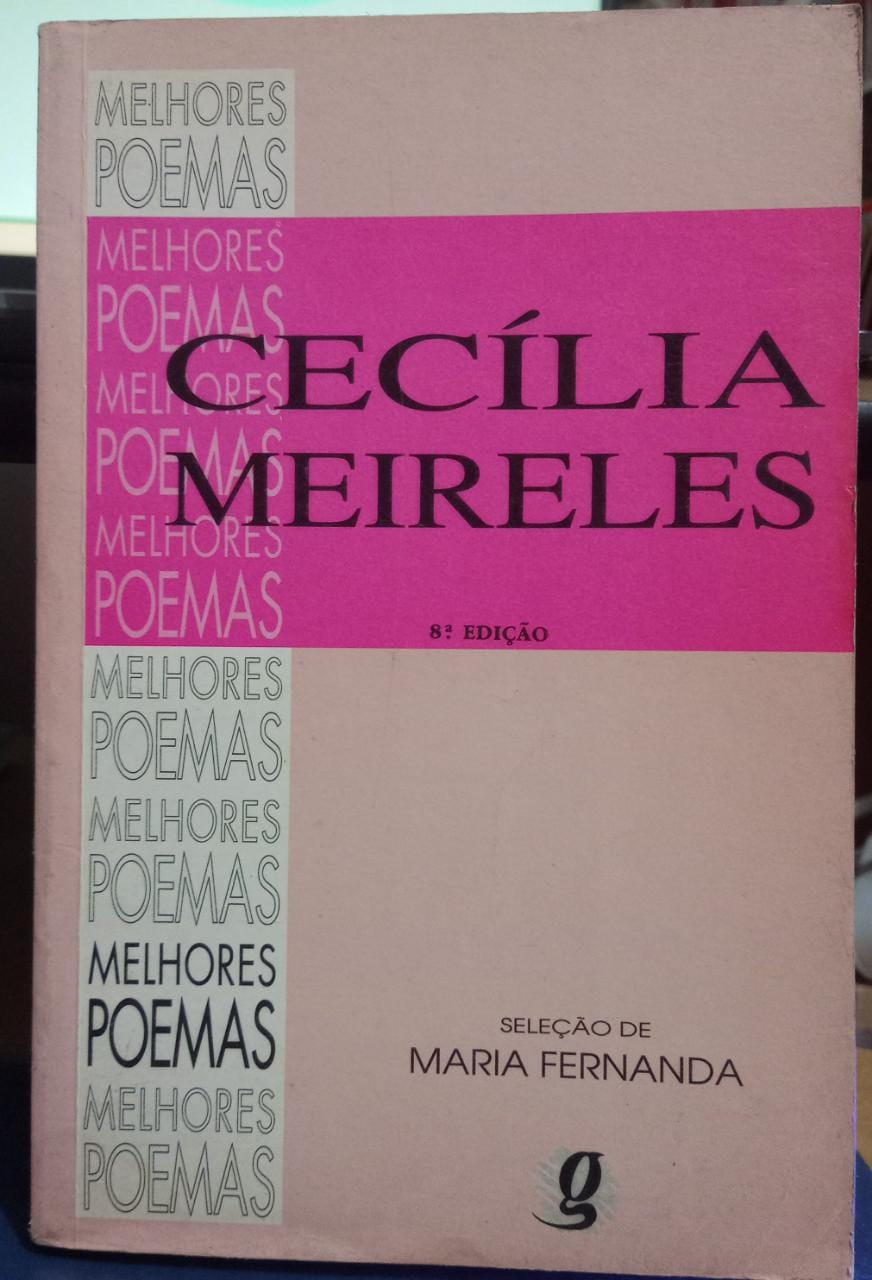 MELHORES
POEMAS
MELHORES
POEMAS
MELHORES
POEMAS
MELHORES
POEMAS
CECÍLIA
MEIRELES
8ª EDIÇÃO
MELHORES
POEMAS
MELHORES
POEMAS
MELHORES
POEMAS
MELHORES
POEMAS
SELEÇÃO DE
MARIA FERNANDA
g